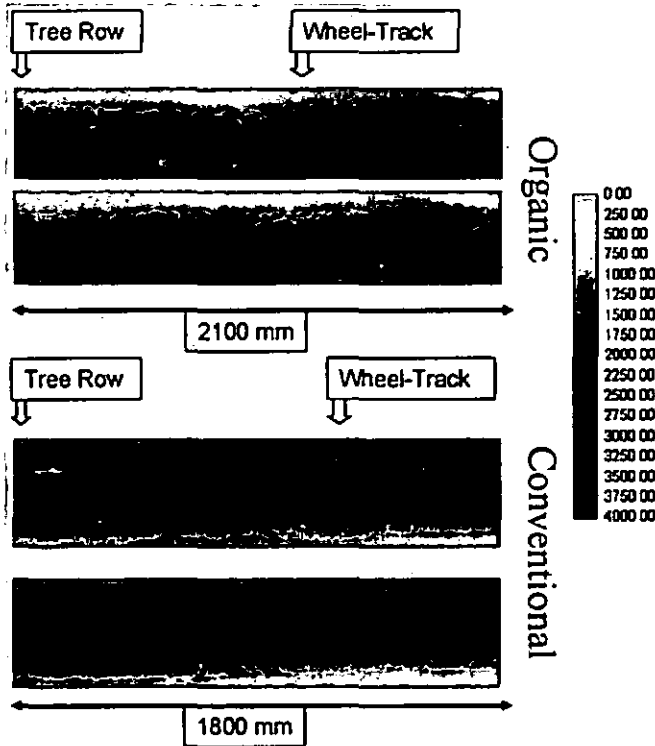 Tree Row
Wheel-Track
Organic
2100 mm
Tree Row
Wheel-Track
Conventional
1800 mm
0 00
250 00
500 00
750 00
1000 00
1250 00
1500 00
1750 00
2000 00
2250 00
2500 00
2750 00
3000 00
3250 00
3500 00
3750 00
4000 00